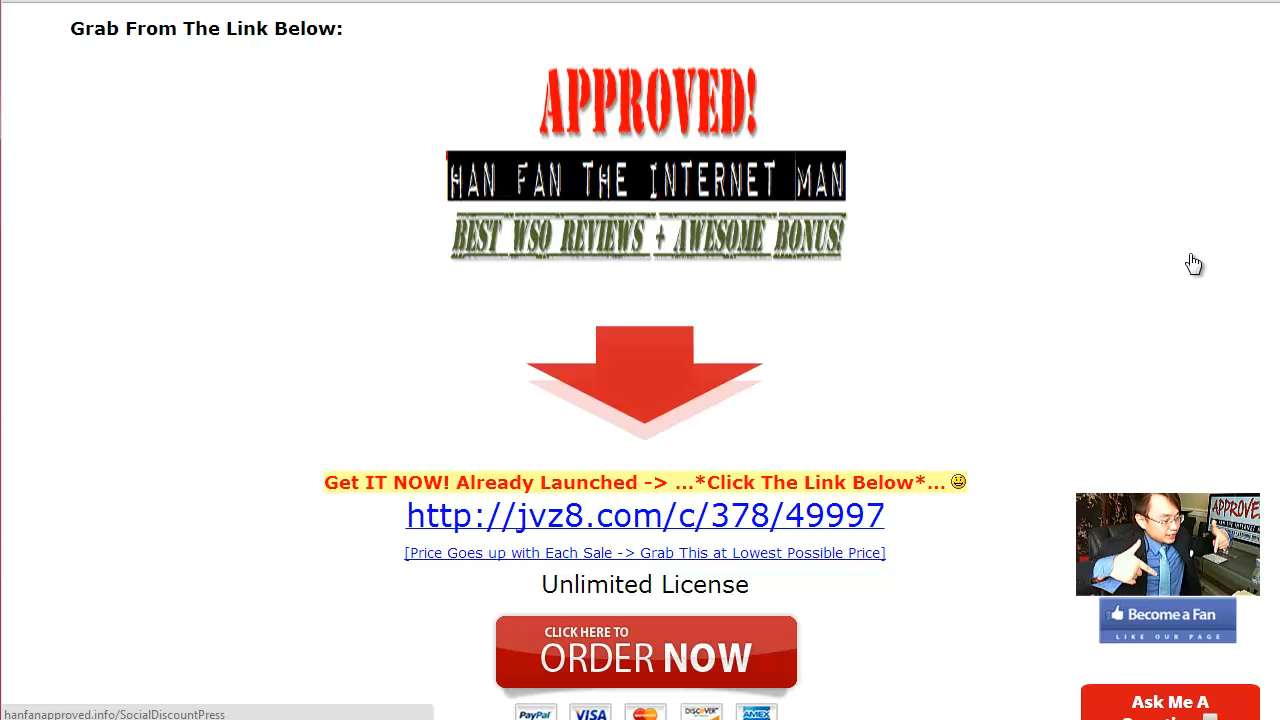 Grab From The Link Below:
APPROVED!
HAN FAN THE INTERNET MAN
BEST WSO REVIEWS + AWESOME BONUS!
Get IT NOW! Already Launched -> ...*Click The Link Below*...
http://jvz8.com/c/378/49997
[Price Goes up with Each Sale -> Grab This at Lowest Possible Price]
Unlimited License
CLICK HERE TO
ORDER NOW
PayPal VISA MasterCard DISCOVER AMEX
APPROVED
Become a Fan
LIKE OUR PAGE
Ask Me A
hanfanapproved.info/SocialDiscountPress